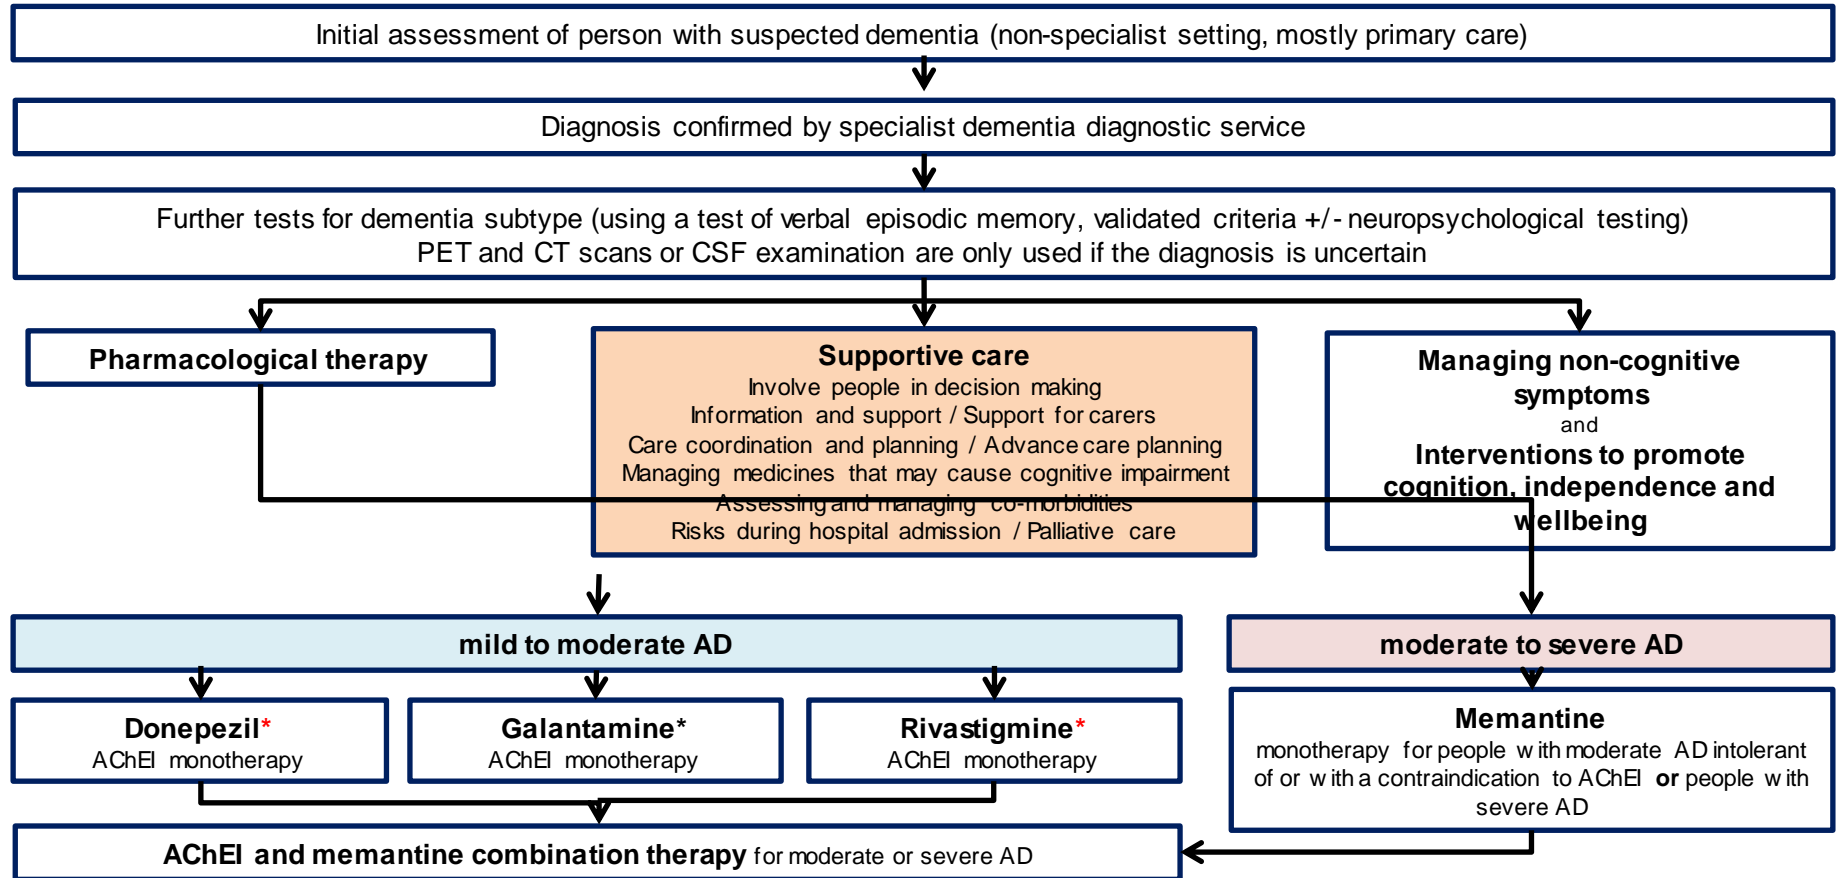 Initial assessment of person with suspected dementia (non-specialist setting, mostly primary care)
Diagnosis confirmed by specialist dementia diagnostic service
Further tests for dementia subtype (using a test of verbal episodic memory, validated criteria +/- neuropsychological testing)
PET and CT scans or CSF examination are only used if the diagnosis is uncertain
Pharmacological therapy
Supportive care
Involve people in decision making
Information and support / Support for carers
Care coordination and planning / Advance care planning
Managing medicines that may cause cognitive impairment
Assessing and managing co-morbidities
Risks during hospital admission / Palliative care
Managing non-cognitive
symptoms
and
Interventions to promote
cognition, independence and
wellbeing
mild to moderate AD
moderate to severe AD
Donepezil*
AChEI monotherapy
Galantamine*
AChEI monotherapy
Rivastigmine*
AChEI monotherapy
Memantine
monotherapy for people with moderate AD intolerant
of or with a contraindication to AChEI or people with
severe AD
AChEI and memantine combination therapy for moderate or severe AD